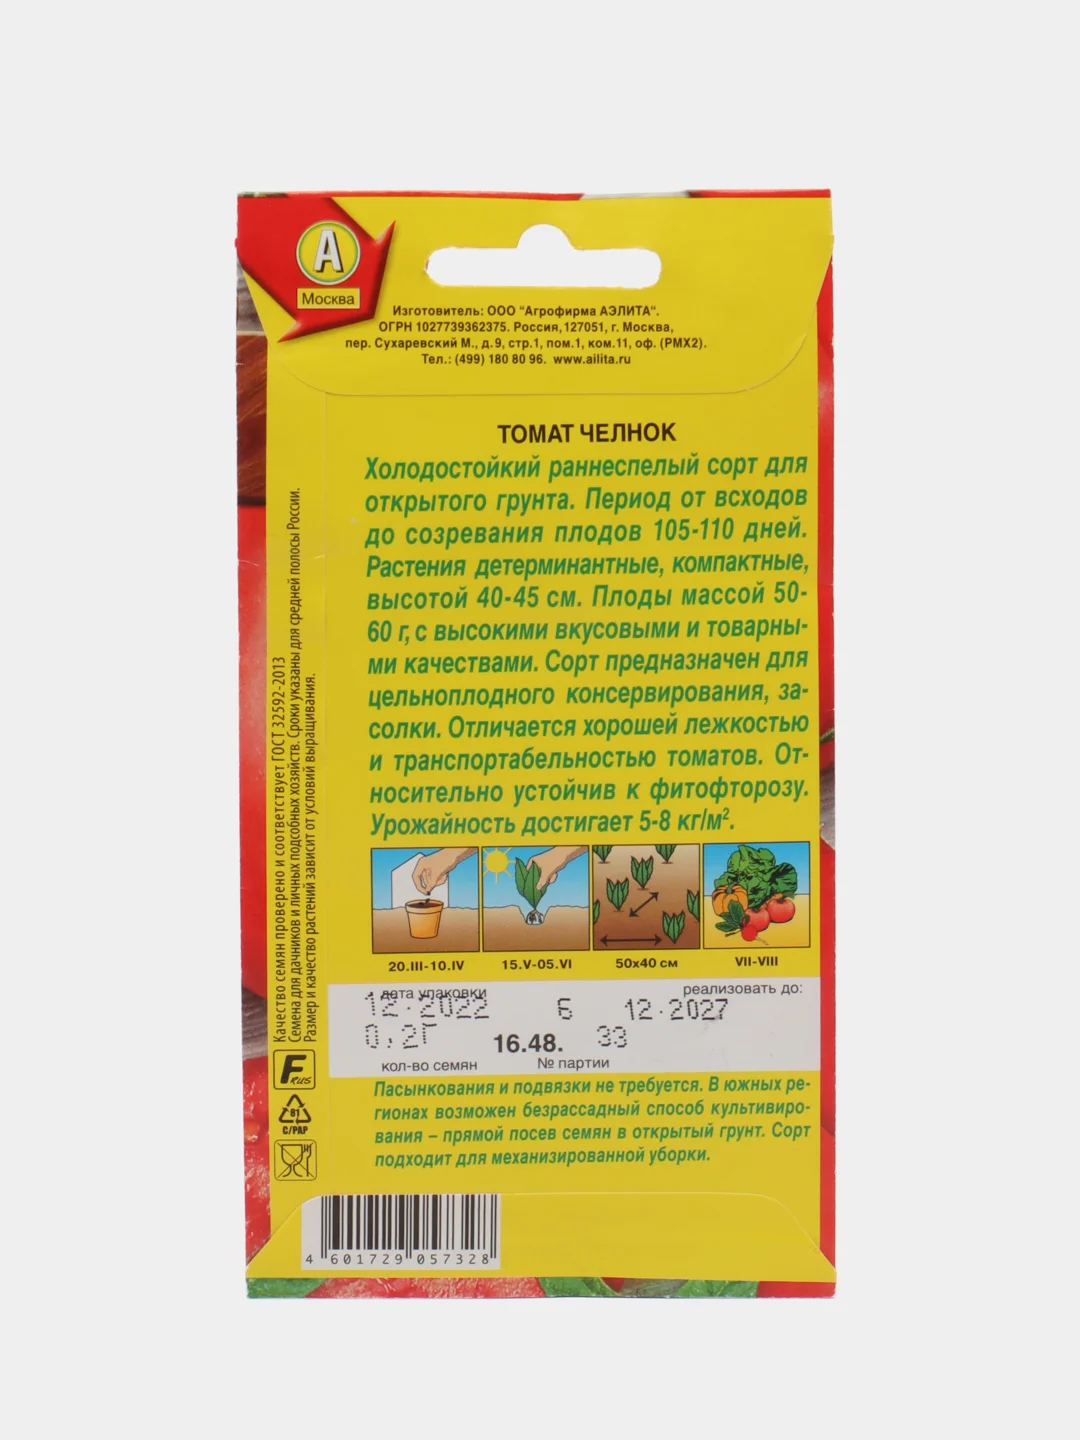 А
Москва
Изготовитель: ООО "Агрофирма АЭЛИТА".
ОГРН 1027739362375. Россия, 127051, г. Москва,
пер. Сухаревский М., д.9, стр.1, пом.1, ком.11, оф. (РМХ2).
Тел.: (499) 180 80 96. www.ailita.ru
ТОМАТ ЧЕЛНОК
Холодостойкий раннеспелый сорт для
открытого грунта. Период от всходов
до созревания плодов 105-110 дней.
Растения детерминантные, компактные,
высотой 40-45 см. Плоды массой 50-
60 г, с высокими вкусовыми и товарны-
ми качествами. Сорт предназначен для
цельноплодного консервирования, за-
солки. Отличается хорошей лежкостью
и транспортабельностью томатов. От-
носительно устойчив к фитофторозу.
Урожайность достигает 5-8 кг/м².
20.III-10.IV 15.V-05.VI 50х40 см VII-VIII
дата упаковки реализовать до:
12.2022 6 12.2027
0,2Г 16.48. 33
кол-во семян № партии
Пасынкования и подвязки не требуется. В южных ре-
гионах возможен безрассадный способ культивиро-
вания – прямой посев семян в открытый грунт. Сорт
подходит для механизированной уборки.
Качество семян проверено и соответствует ГОСТ 32592-2013
Семена для дачников и личных подсобных хозяйств. Сроки указаны для средней полосы России.
Размер и качество растений зависит от условий выращивания.
F RUS
81
C/PAP
4 601729 057328